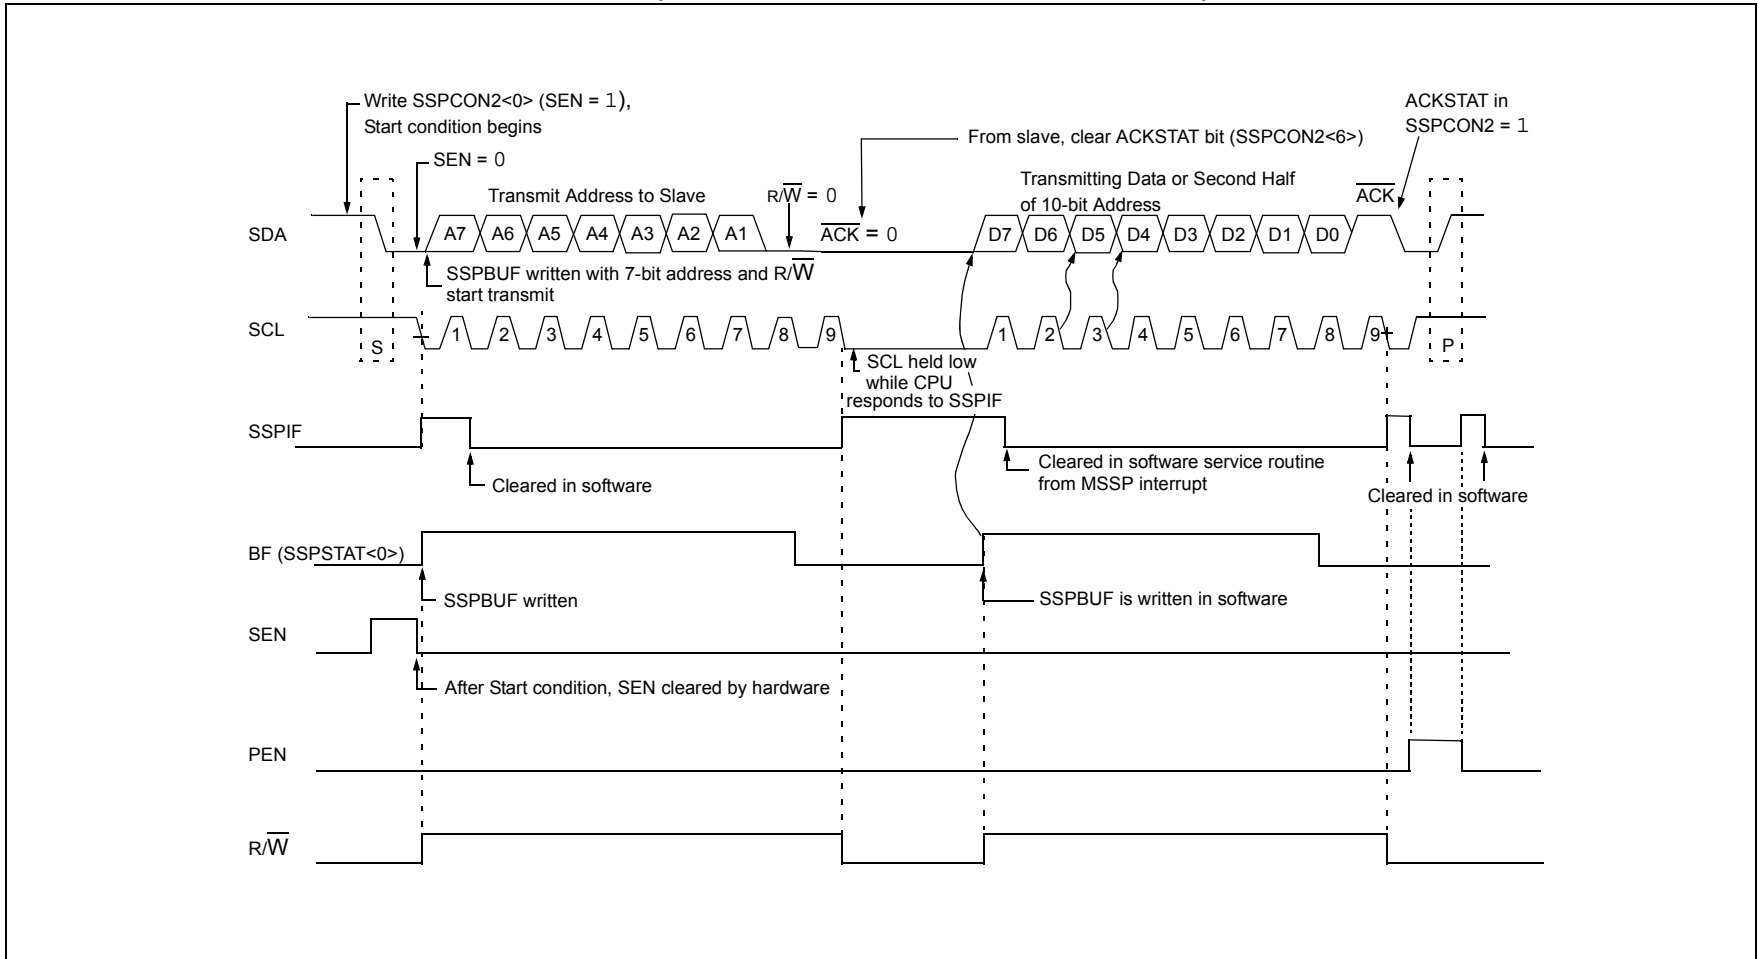 Write SSPCON2<0> (SEN = 1),
Start condition begins
ACKSTAT in
SSPCON2 = 1
From slave, clear ACKSTAT bit (SSPCON2<6>)
SEN = 0
Transmit Address to Slave
R/W = 0
Transmitting Data or Second Half
of 10-bit Address
ACK
SDA
A7 A6 A5 A4 A3 A2 A1
ACK = 0
D7 D6 D5 D4 D3 D2 D1 D0
SSPBUF written with 7-bit address and R/W
start transmit
SCL
S
1 2 3 4 5 6 7 8 9
1 2 3 4 5 6 7 8 9
P
SCL held low
while CPU
responds to SSPIF
SSPIF
Cleared in software
Cleared in software service routine
from MSSP interrupt
Cleared in software
BF (SSPSTAT<0>)
SSPBUF written
SSPBUF is written in software
SEN
After Start condition, SEN cleared by hardware
PEN
R/W